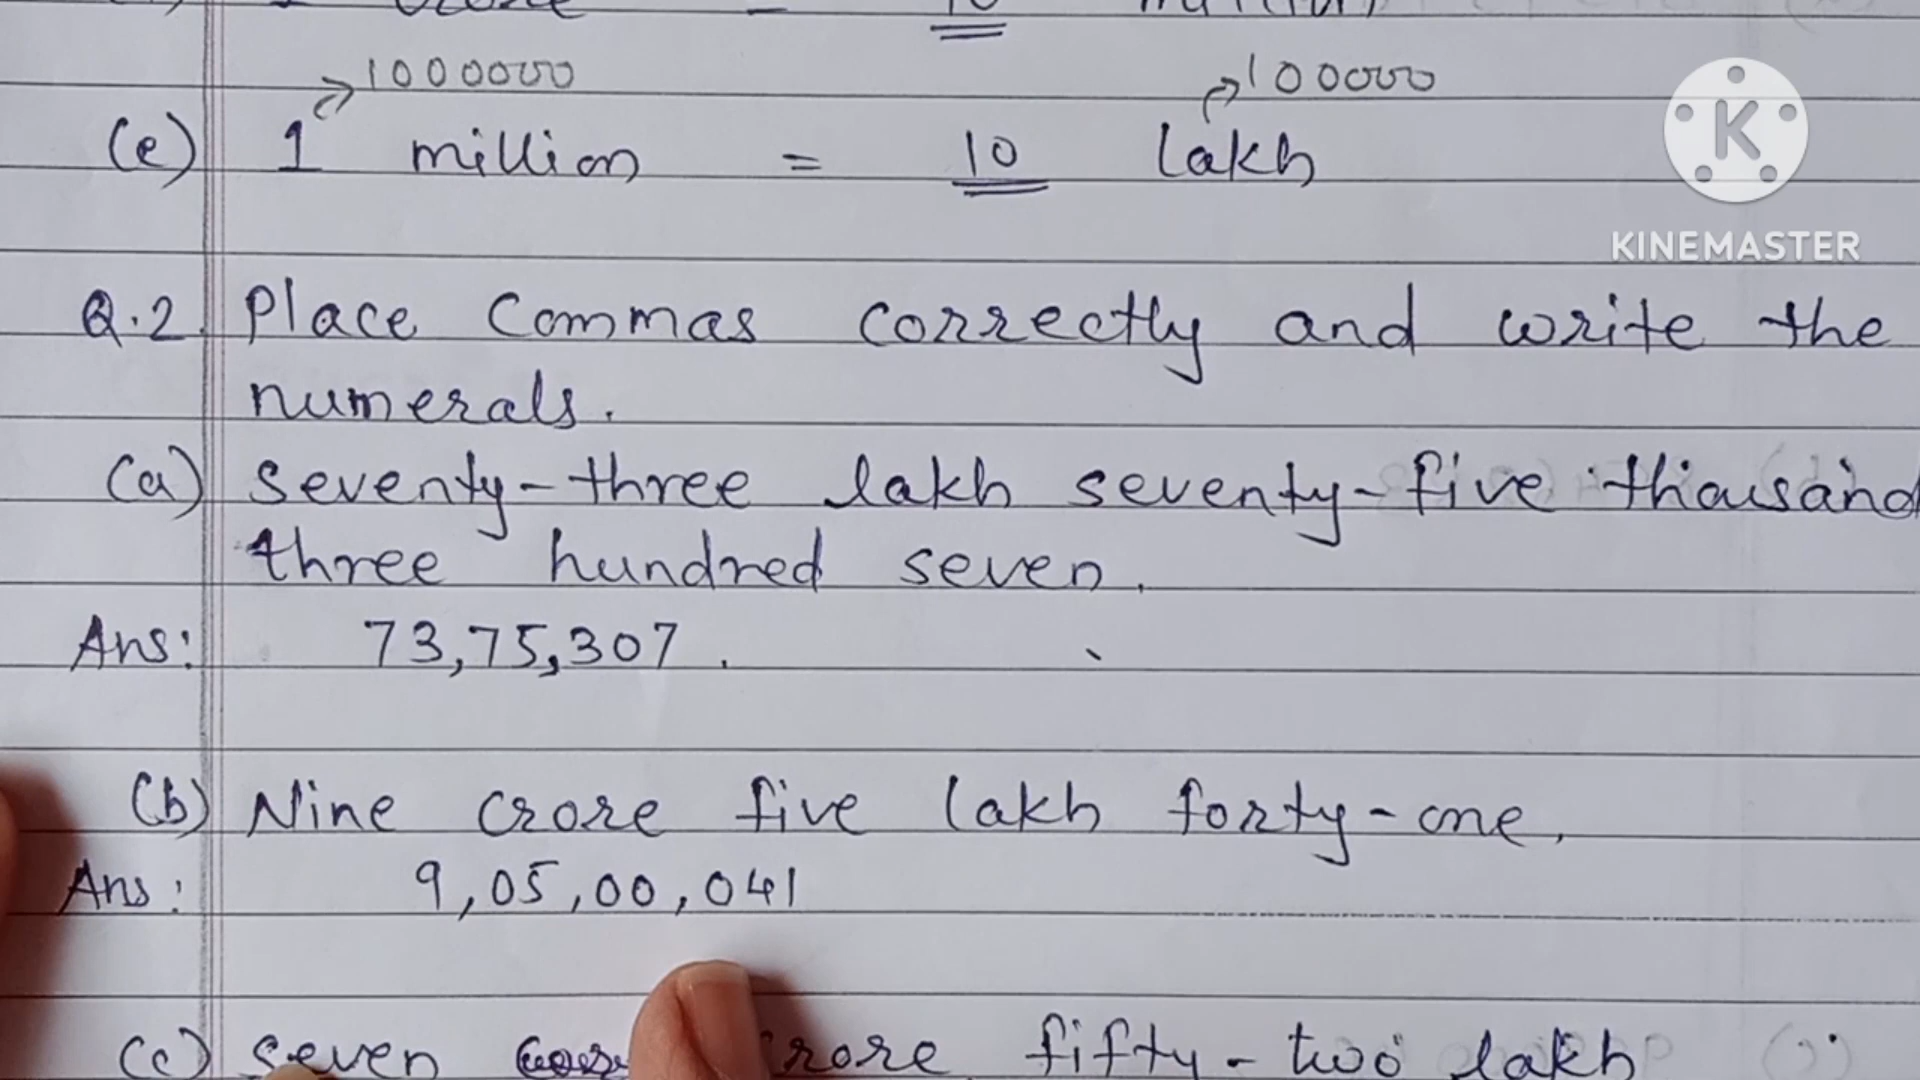 1000000 100000
(e) 1 million = 10 lakh
K
KINEMASTER
Q.2 Place Commas correctly and write the
numerals.
(a) seventy-three lakh seventy-five thousand
three hundred seven.
Ans: 73,75,307.
(b) Nine crore five lakh forty-one.
Ans: 9,05,00,041
(c) seven crore fifty-two lakh